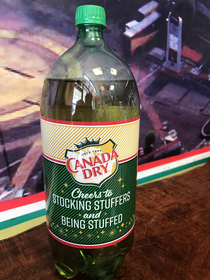 CANADA
DRY
Cheers to
STOCKING STUFFERS
and
BEING STUFFED